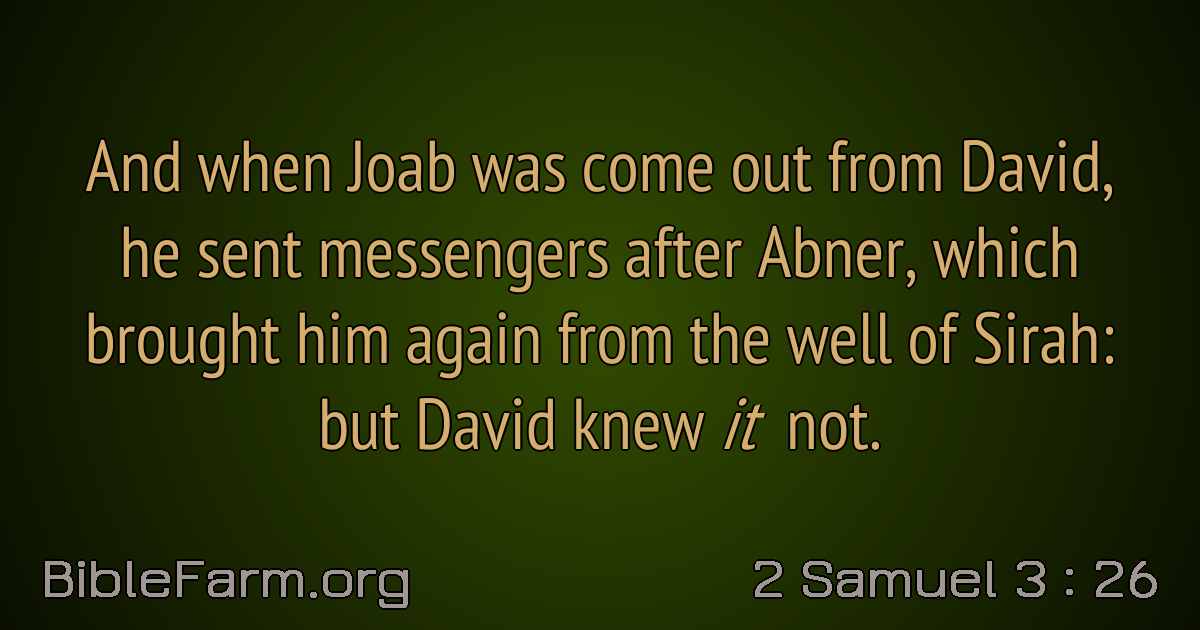 And when Joab was come out from David,
he sent messengers after Abner, which
brought him again from the well of Sirah:
but David knew it not.
BibleFarm.org
2 Samuel 3 : 26